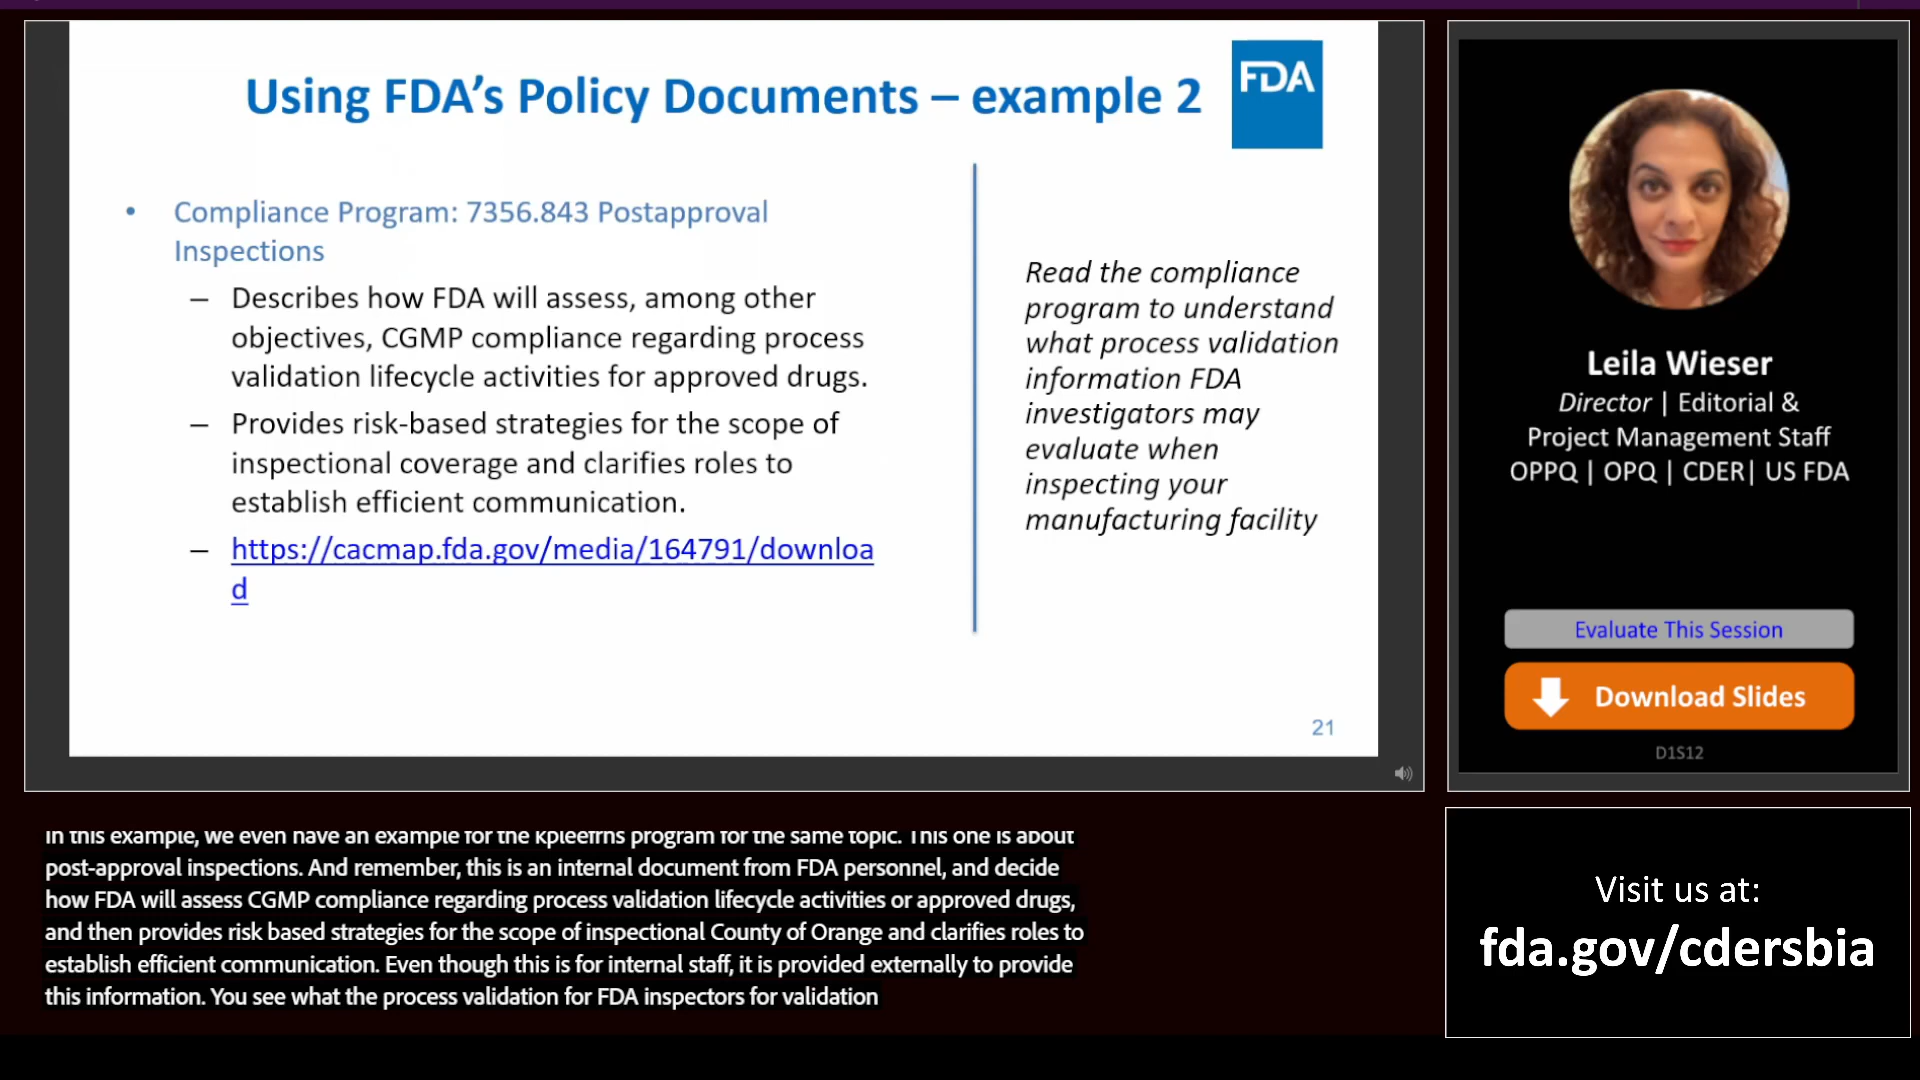 Using FDA's Policy Documents – example 2
FDA
• Compliance Program: 7356.843 Postapproval
Inspections
– Describes how FDA will assess, among other
objectives, CGMP compliance regarding process
validation lifecycle activities for approved drugs.
– Provides risk-based strategies for the scope of
inspectional coverage and clarifies roles to
establish efficient communication.
– https://cacmap.fda.gov/media/164791/downloa
d
Read the compliance
program to understand
what process validation
information FDA
investigators may
evaluate when
inspecting your
manufacturing facility
21
Leila Wieser
Director | Editorial &
Project Management Staff
OPPQ | OPQ | CDER| US FDA
Evaluate This Session
Download Slides
D1S12
In this example, we even have an example for the kpleefrns program for the same topic. This one is about
post-approval inspections. And remember, this is an internal document from FDA personnel, and decide
how FDA will assess CGMP compliance regarding process validation lifecycle activities or approved drugs,
and then provides risk based strategies for the scope of inspectional County of Orange and clarifies roles to
establish efficient communication. Even though this is for internal staff, it is provided externally to provide
this information. You see what the process validation for FDA inspectors for validation
Visit us at:
fda.gov/cdersbia